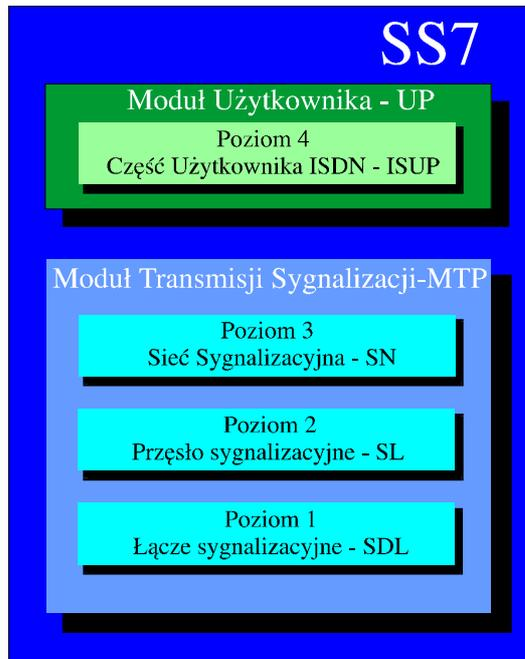 SS7
Moduł Użytkownika - UP
Poziom 4
Część Użytkownika ISDN - ISUP
Moduł Transmisji Sygnalizacji-MTP
Poziom 3
Sieć Sygnalizacyjna - SN
Poziom 2
Przęsło sygnalizacyjne - SL
Poziom 1
Łącze sygnalizacyjne - SDL